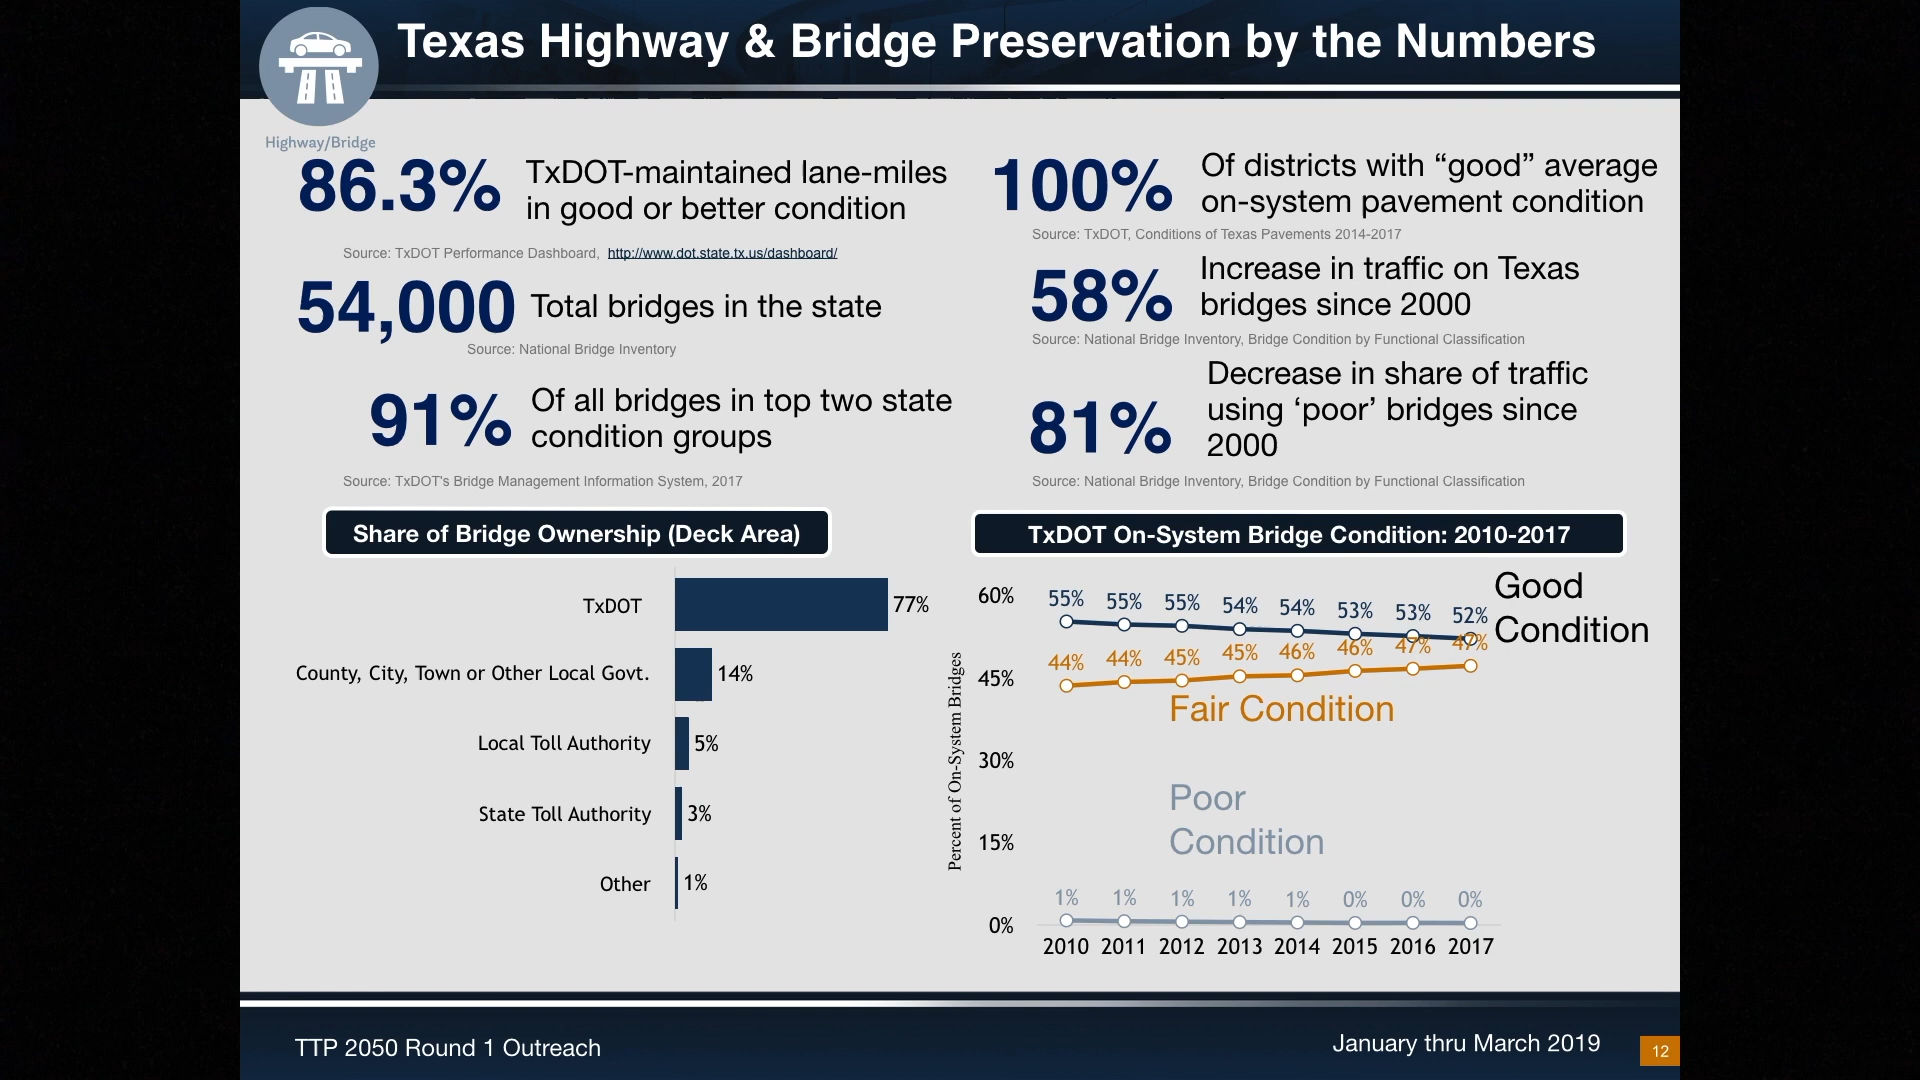 Texas Highway & Bridge Preservation by the Numbers
Highway/Bridge
86.3%
TxDOT-maintained lane-miles
in good or better condition
Source: TxDOT Performance Dashboard, http://www.dot.state.tx.us/dashboard/
54,000
Total bridges in the state
Source: National Bridge Inventory
91%
Of all bridges in top two state
condition groups
Source: TxDOT's Bridge Management Information System, 2017
100%
Of districts with “good” average
on-system pavement condition
Source: TxDOT, Conditions of Texas Pavements 2014-2017
58%
Increase in traffic on Texas
bridges since 2000
Source: National Bridge Inventory, Bridge Condition by Functional Classification
81%
Decrease in share of traffic
using ‘poor’ bridges since
2000
Source: National Bridge Inventory, Bridge Condition by Functional Classification
Share of Bridge Ownership (Deck Area)
TxDOT 77%
County, City, Town or Other Local Govt. 14%
Local Toll Authority 5%
State Toll Authority 3%
Other 1%
TxDOT On-System Bridge Condition: 2010-2017
Percent of On-System Bridges
60%
45%
30%
15%
0%
55% 55% 55% 54% 54% 53% 53% 52%
Good
Condition
44% 44% 45% 45% 46% 46% 47% 47%
Fair Condition
Poor
Condition
1% 1% 1% 1% 1% 0% 0% 0%
2010 2011 2012 2013 2014 2015 2016 2017
TTP 2050 Round 1 Outreach
January thru March 2019
12